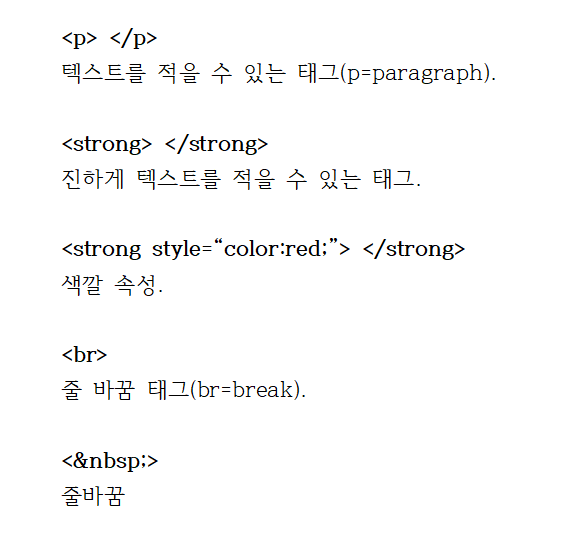 <p> </p>
텍스트를 적을 수 있는 태그(p=paragraph).
<strong> </strong>
진하게 텍스트를 적을 수 있는 태그.
<strong style=“color:red;”> </strong>
색깔 속성.
<br>
줄 바꿈 태그(br=break).
<&nbsp;>
줄바꿈